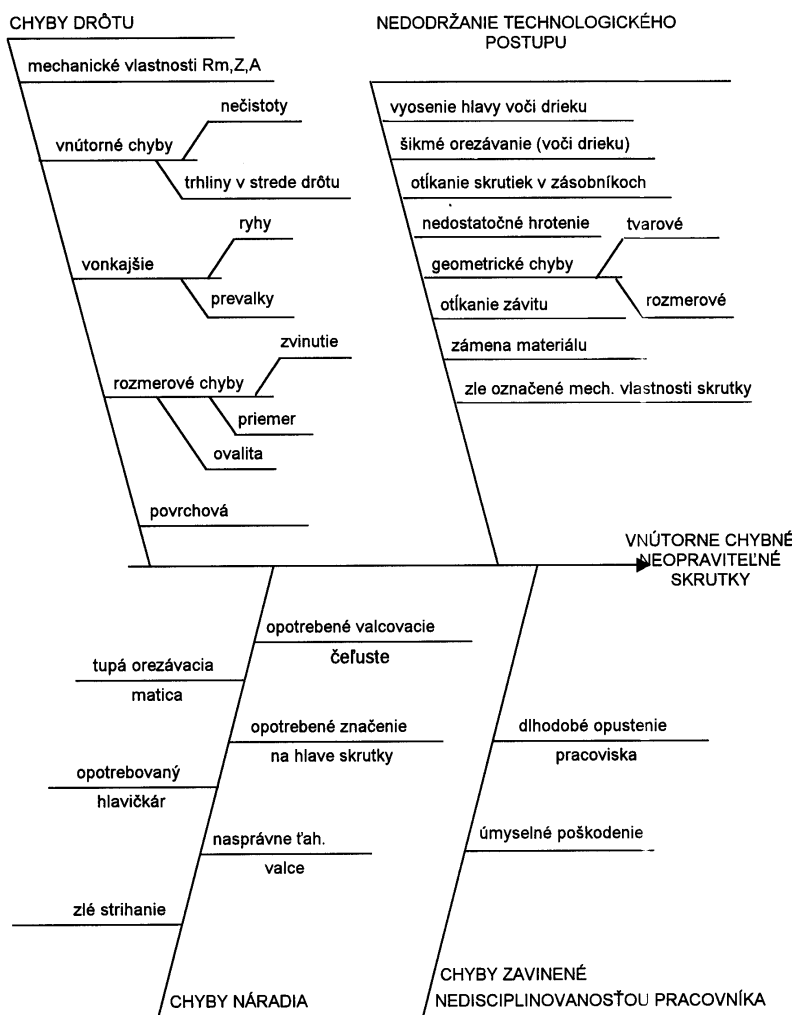 CHYBY DRÔTU
mechanické vlastnosti Rm,Z,A
nečistoty
vnútorné chyby
trhliny v strede drôtu
ryhy
vonkajšie
prevalky
zvinutie
rozmerové chyby
priemer
ovalita
povrchová
NEDODRŽANIE TECHNOLOGICKÉHO
POSTUPU
vyosenie hlavy voči drieku
šikmé orezávanie (voči drieku)
otĺkanie skrutiek v zásobníkoch
nedostatočné hrotenie
tvarové
geometrické chyby
rozmerové
otĺkanie závitu
zámena materiálu
zle označené mech. vlastnosti skrutky
VNÚTORNE CHYBNÉ
NEOPRAVITEĽNÉ
SKRUTKY
opotrebené valcovacie
čeľuste
tupá orezávacia
matica
opotrebené značenie
na hlave skrutky
opotrebovaný
hlavičkár
nasprávne ťah.
valce
zlé strihanie
CHYBY NÁRADIA
dlhodobé opustenie
pracoviska
úmyselné poškodenie
CHYBY ZAVINENÉ
NEDISCIPLINOVANOSŤOU PRACOVNÍKA